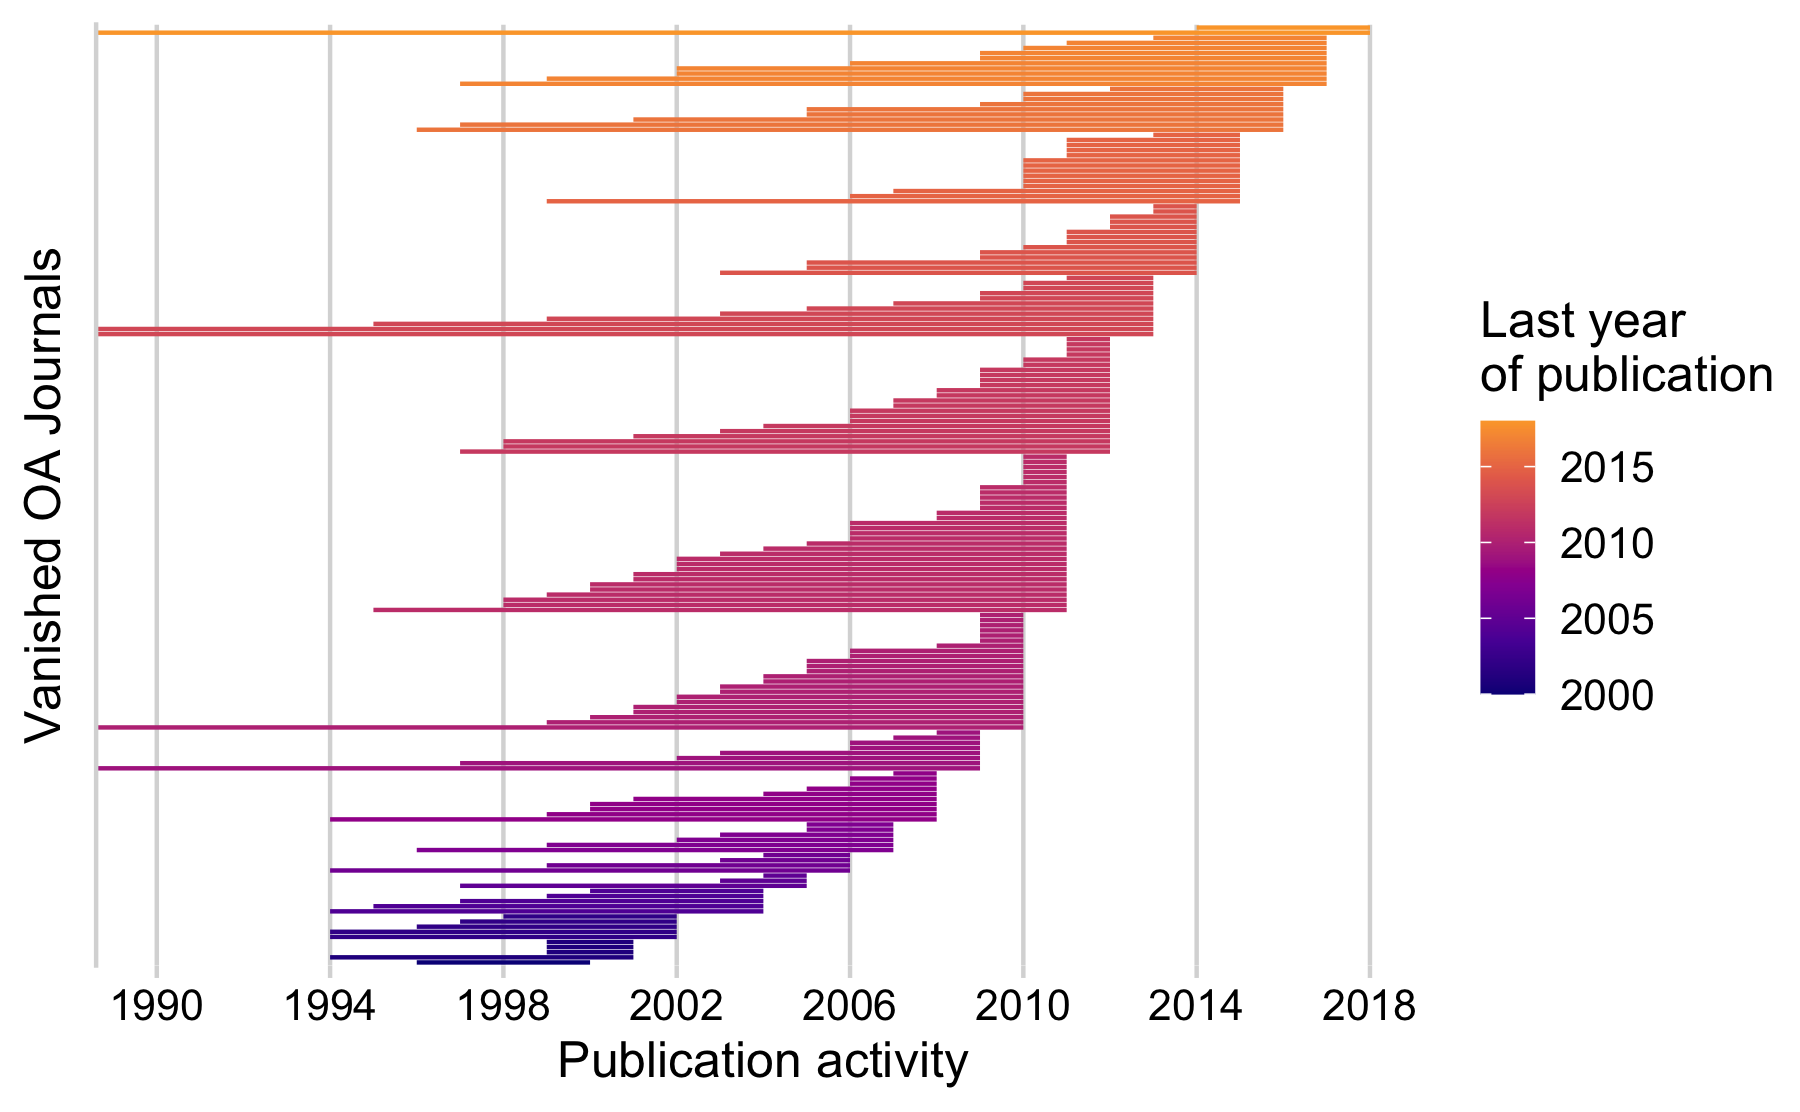 Vanished OA Journals
1990 1994 1998 2002 2006 2010 2014 2018
Publication activity
Last year
of publication
2015
2010
2005
2000